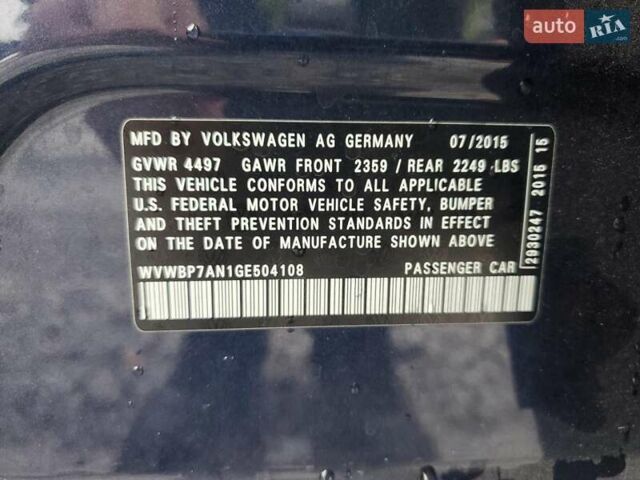 auto RIA.com
MFD BY VOLKSWAGEN AG GERMANY 07/2015
GVWR 4497 GAWR FRONT 2359 / REAR 2249 LBS
THIS VEHICLE CONFORMS TO ALL APPLICABLE
U.S. FEDERAL MOTOR VEHICLE SAFETY, BUMPER
AND THEFT PREVENTION STANDARDS IN EFFECT
ON THE DATE OF MANUFACTURE SHOWN ABOVE
WVWBP7AN1GE504108 PASSENGER CAR
2930247 2015 15